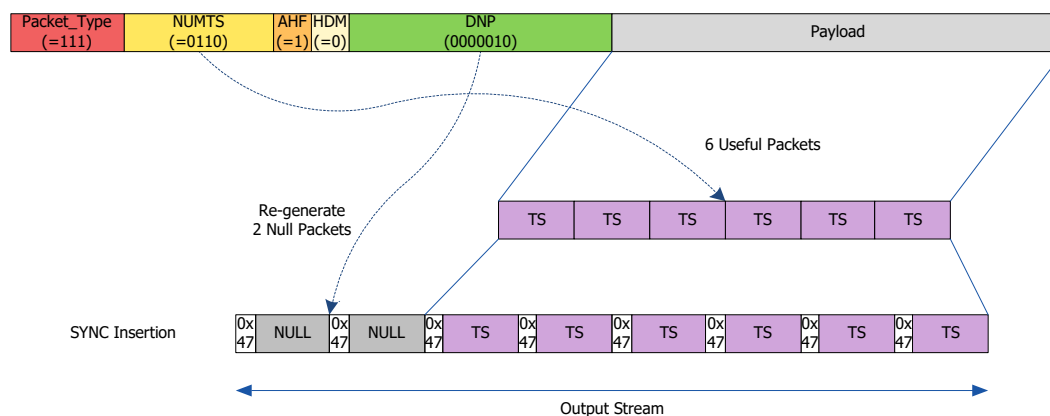 Packet_Type
(=111)
NUMTS
(=0110)
AHF
(=1)
HDM
(=0)
DNP
(0000010)
Payload
6 Useful Packets
Re-generate
2 Null Packets
TS TS TS TS TS TS
SYNC Insertion
0x
47
NULL
0x
47
NULL
0x
47
TS
0x
47
TS
0x
47
TS
0x
47
TS
0x
47
TS
0x
47
TS
Output Stream